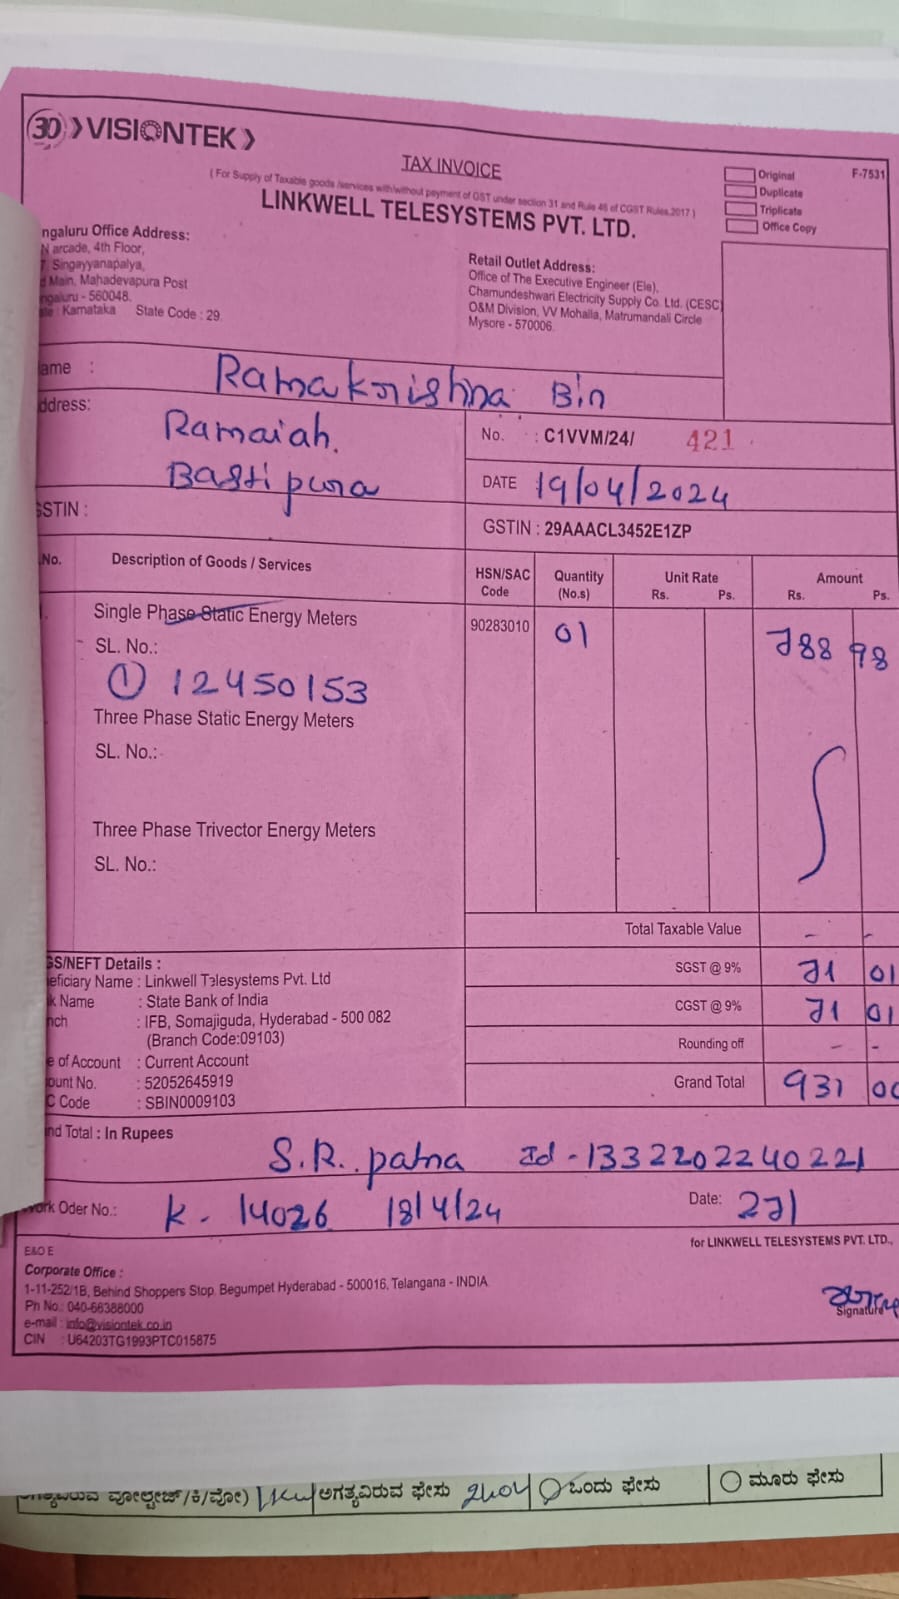 30 VISIONTEK
TAX INVOICE
( For Supply of Taxable goods /services with/without payment of GST under section 31 and Rule 46 of CGST Rules,2017 )
LINKWELL TELESYSTEMS PVT. LTD.
Original
Duplicate
Triplicate
Office Copy
F-7531
ngaluru Office Address:
N arcade, 4th Floor,
Singayyanapalya,
Main, Mahadevapura Post
ngaluru - 560048.
Karnataka State Code : 29.
Retail Outlet Address:
Office of The Executive Engineer (Ele),
Chamundeshwari Electricity Supply Co. Ltd. (CESC)
O&M Division, VV Mohalla, Matrumandali Circle
Mysore - 570006.
ame : Ramakrishna Bin
ddress: Ramaiah.
Bastipura
No. : C1VVM/24/ 421
DATE 19/04/2024
GSTIN :
GSTIN : 29AAACL3452E1ZP
.No. Description of Goods / Services HSN/SAC Code Quantity (No.s) Unit Rate Rs. Ps. Amount Rs. Ps.
Single Phase Static Energy Meters 90283010 01 788 98
SL. No.:
① 12450153
Three Phase Static Energy Meters
SL. No.:
Three Phase Trivector Energy Meters
SL. No.:
Total Taxable Value - -
SGST @ 9% 71 01
CGST @ 9% 71 01
Rounding off - -
Grand Total 931 00
GS/NEFT Details :
eficiary Name : Linkwell Telesystems Pvt. Ltd
k Name : State Bank of India
nch : IFB, Somajiguda, Hyderabad - 500 082
(Branch Code:09103)
e of Account : Current Account
ount No. : 52052645919
C Code : SBIN0009103
nd Total : In Rupees
S.R. patna Id - 1332202240221
Work Oder No.: K - 14026 18/4/24 Date: 271
for LINKWELL TELESYSTEMS PVT. LTD.,
E&O E
Corporate Office :
1-11-252/1B, Behind Shoppers Stop, Begumpet Hyderabad - 500016, Telangana - INDIA
Ph No.: 040-66388000
e-mail : info@visiontek.co.in
CIN : U64203TG1993PTC015875
Signature
ವೋಲ್ಟೇಜ್/ಕಿ/ವೋ) ಅಗತ್ಯವಿರುವ ಫೇಸು ಒಂದು ಫೇಸು ಮೂರು ಫೇಸು